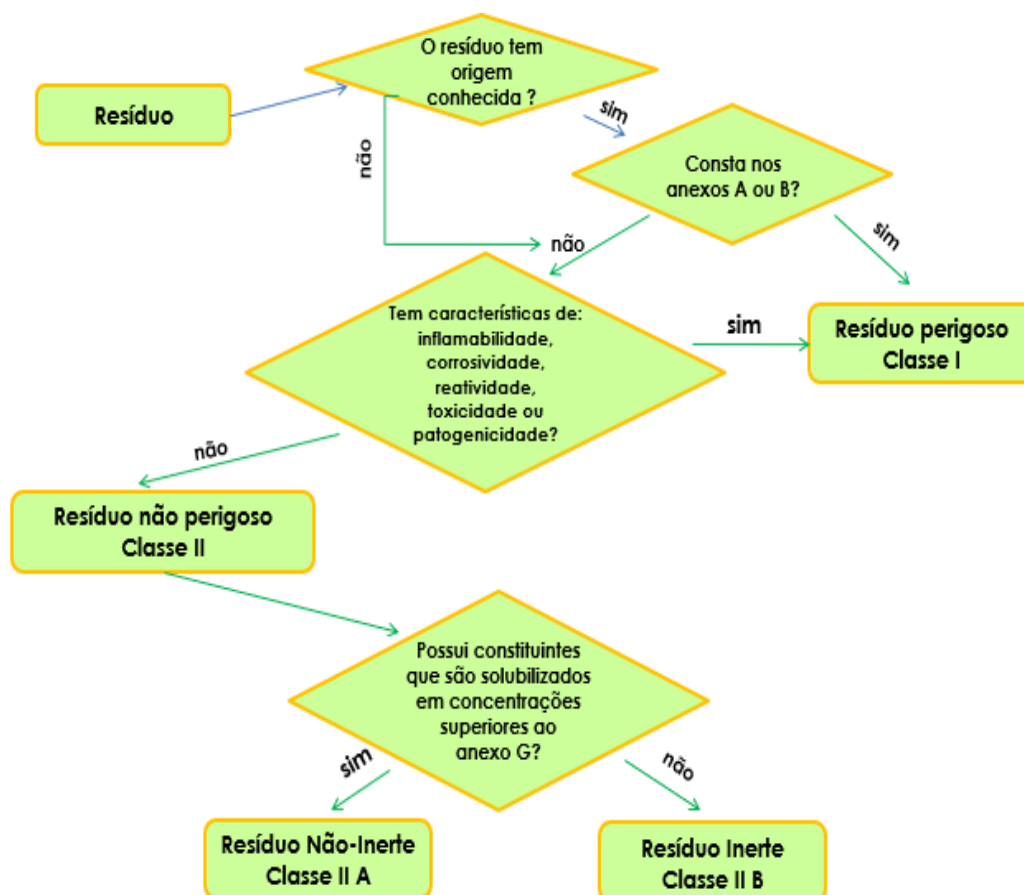 O resíduo tem
origem
conhecida ?
Resíduo
sim
não
Consta nos
anexos A ou B?
não
sim
Tem características de:
inflamabilidade,
corrosividade,
reatividade,
toxicidade ou
patogenicidade?
sim
Resíduo perigoso
Classe I
não
Resíduo não perigoso
Classe II
Possui constituintes
que são solubilizados
em concentrações
superiores ao
anexo G?
sim
não
Resíduo Não-Inerte
Classe II A
Resíduo Inerte
Classe II B